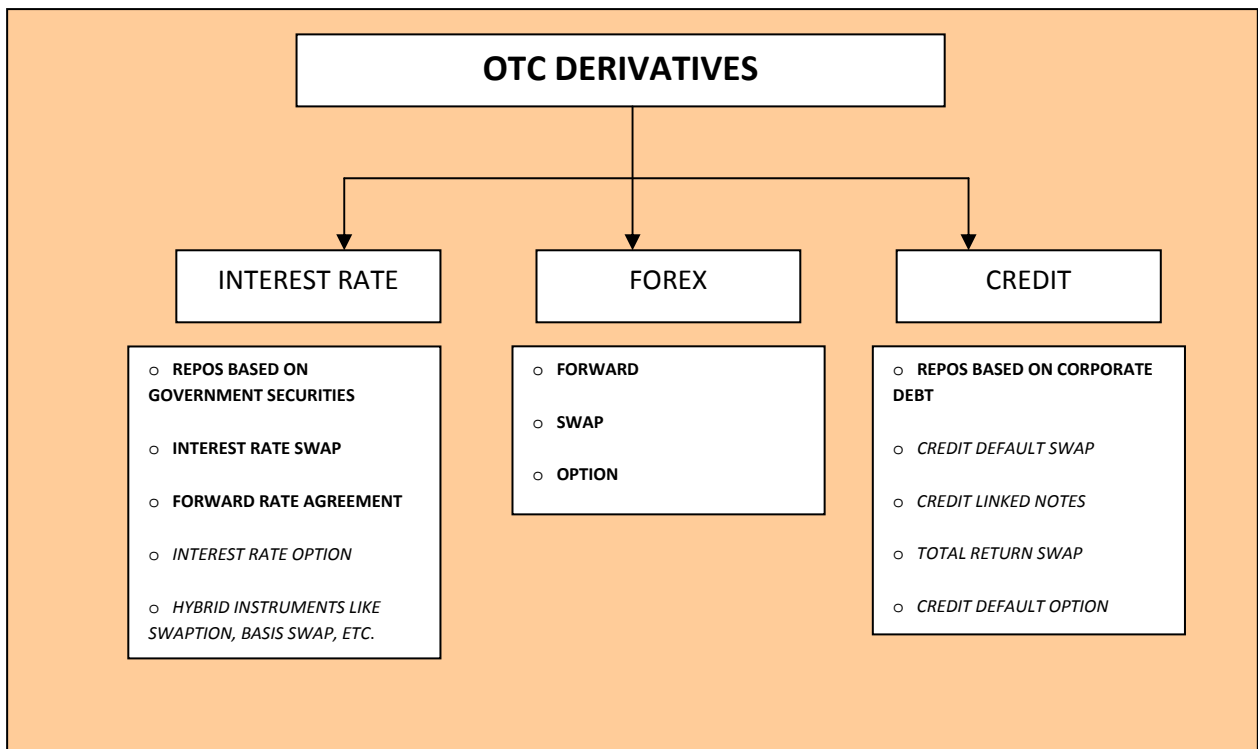 OTC DERIVATIVES
INTEREST RATE
FOREX
CREDIT
○ REPOS BASED ON
GOVERNMENT SECURITIES
○ INTEREST RATE SWAP
○ FORWARD RATE AGREEMENT
○ INTEREST RATE OPTION
○ HYBRID INSTRUMENTS LIKE
SWAPTION, BASIS SWAP, ETC.
○ FORWARD
○ SWAP
○ OPTION
○ REPOS BASED ON CORPORATE
DEBT
○ CREDIT DEFAULT SWAP
○ CREDIT LINKED NOTES
○ TOTAL RETURN SWAP
○ CREDIT DEFAULT OPTION